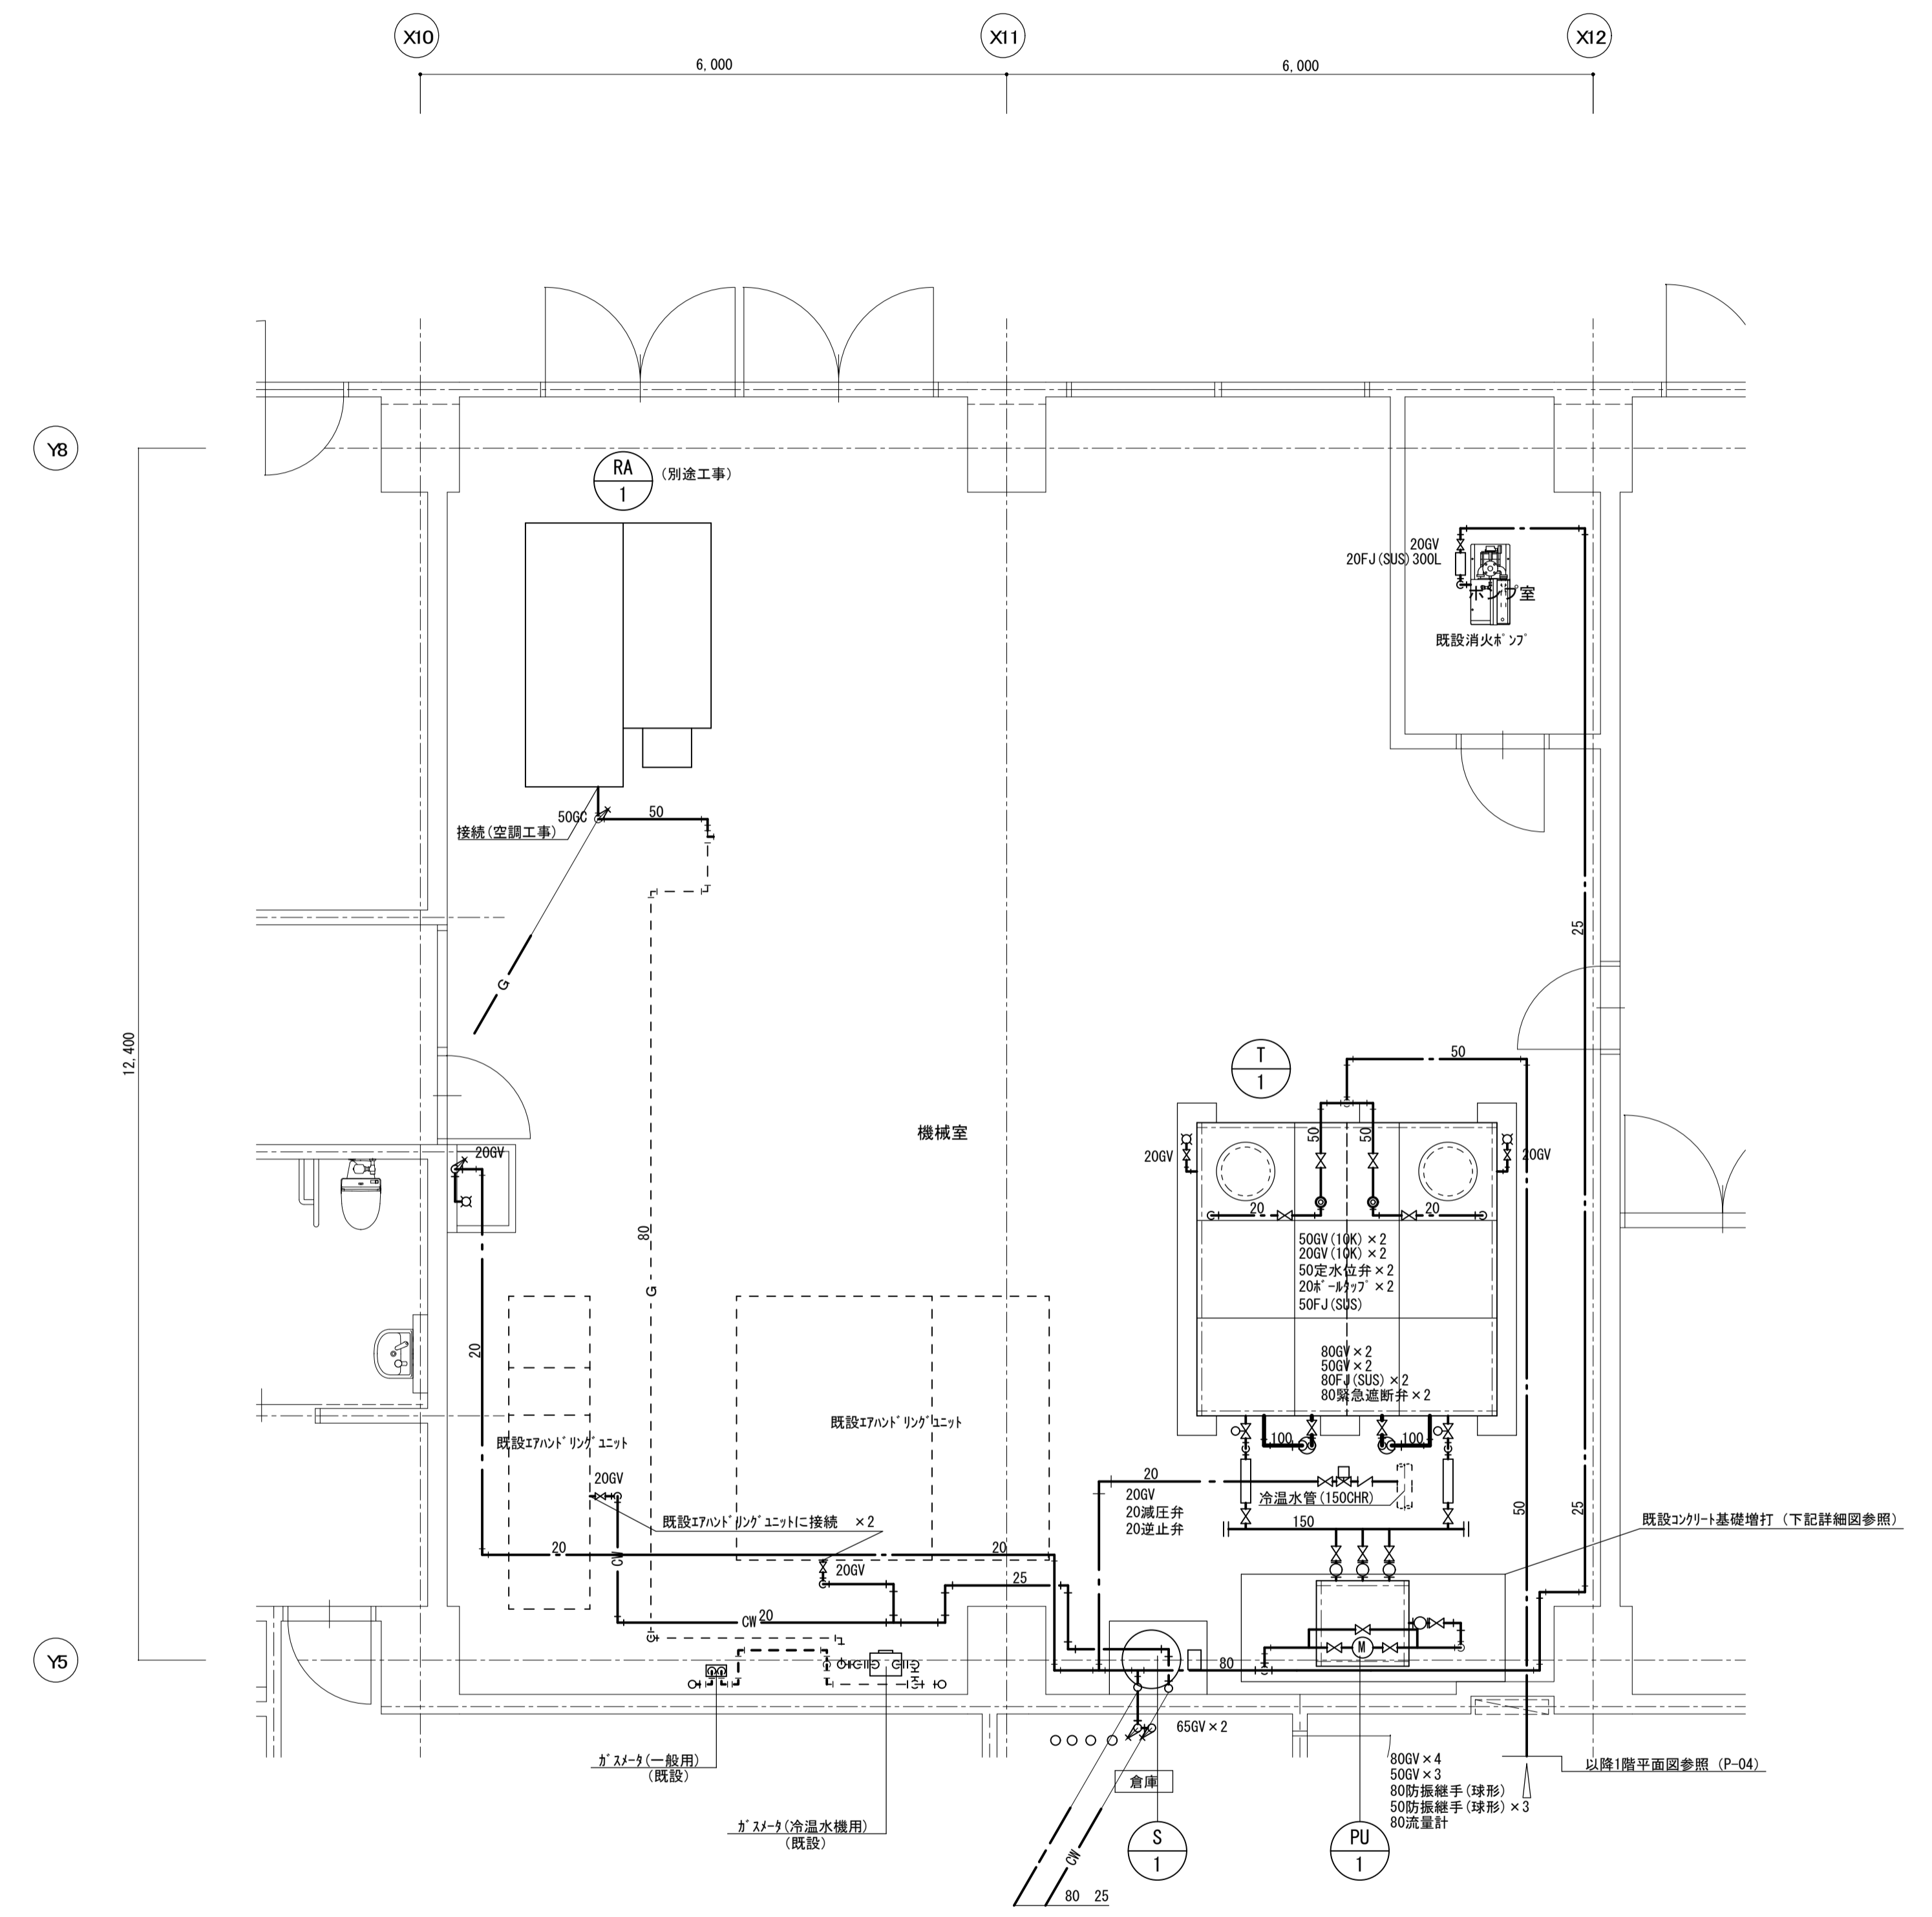 X10
X11
X12
6,000
6,000
Y8
RA
1
(別途工事)
20GV
20FJ(SUS)300L
ポンプ室
既設消火ﾎﾟﾝﾌﾟ
50GC
50
接続(空調工事)
25
G
12,400
T
1
50
機械室
20GV
50
50
20GV
20GV
20
20
80
50GV(10K)×2
20GV(10K)×2
50定水位弁×2
20ﾎﾞｰﾙﾀｯﾌﾟ×2
50FJ(SUS)
G
20
80GV×2
50GV×2
80FJ(SUS)×2
80緊急遮断弁×2
既設ｴｱﾊﾝﾄﾞﾘﾝｸﾞﾕﾆｯﾄ
既設ｴｱﾊﾝﾄﾞﾘﾝｸﾞﾕﾆｯﾄ
100
100
20GV
20
20GV
20減圧弁
20逆止弁
冷温水管(150CHR)
50
25
既設ｴｱﾊﾝﾄﾞﾘﾝｸﾞﾕﾆｯﾄに接続 ×2
150
既設ｺﾝｸﾘｰﾄ基礎増打 (下記詳細図参照)
20
CW
20
20GV
25
CW
20
M
Y5
80
65GV×2
ｶﾞｽﾒｰﾀ(一般用)
(既設)
倉庫
80GV×4
50GV×3
80防振継手(球形)
50防振継手(球形)×3
80流量計
以降1階平面図参照 (P-04)
ｶﾞｽﾒｰﾀ(冷温水機用)
(既設)
S
1
PU
1
CW
80 25